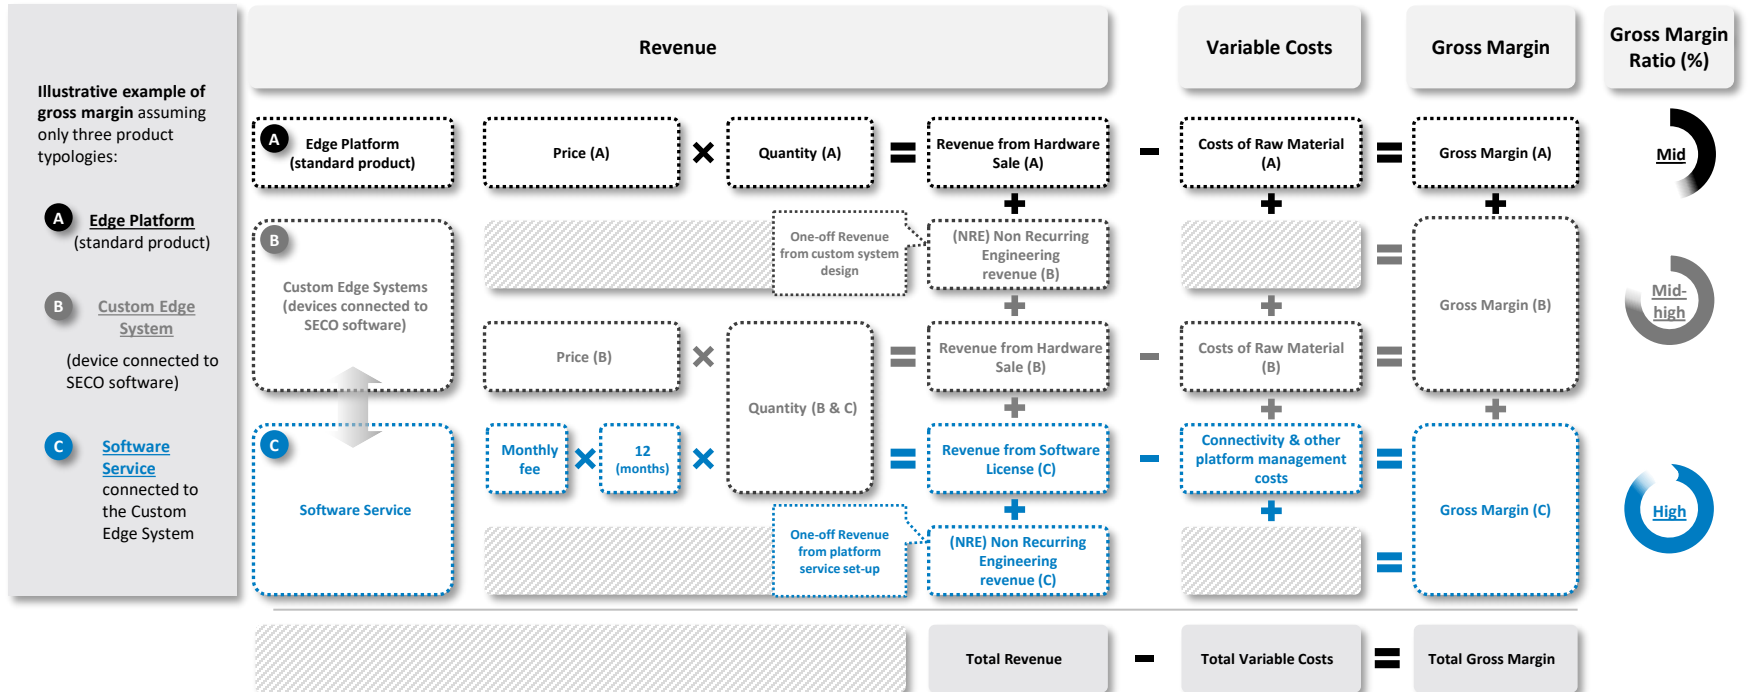 Revenue
Variable Costs
Gross Margin
Gross Margin
Ratio (%)
Illustrative example of
gross margin assuming
only three product
typologies:
A
Edge Platform
(standard product)
B
Custom Edge
System
(device connected to
SECO software)
C
Software
Service
connected to
the Custom
Edge System
A
Edge Platform
(standard product)
Price (A)
×
Quantity (A)
=
Revenue from Hardware
Sale (A)
-
Costs of Raw Material
(A)
=
Gross Margin (A)
Mid
+
+
+
B
Custom Edge Systems
(devices connected to
SECO software)
One-off Revenue
from custom system
design
(NRE) Non Recurring
Engineering
revenue (B)
=
Gross Margin (B)
Mid-
high
+
+
Price (B)
×
Quantity (B & C)
=
Revenue from Hardware
Sale (B)
-
Costs of Raw Material
(B)
=
+
+
+
C
Software Service
Monthly
fee
×
12
(months)
×
=
Revenue from Software
License (C)
-
Connectivity & other
platform management
costs
=
Gross Margin (C)
High
+
+
One-off Revenue
from platform
service set-up
(NRE) Non Recurring
Engineering
revenue (C)
=
Total Revenue
-
Total Variable Costs
=
Total Gross Margin